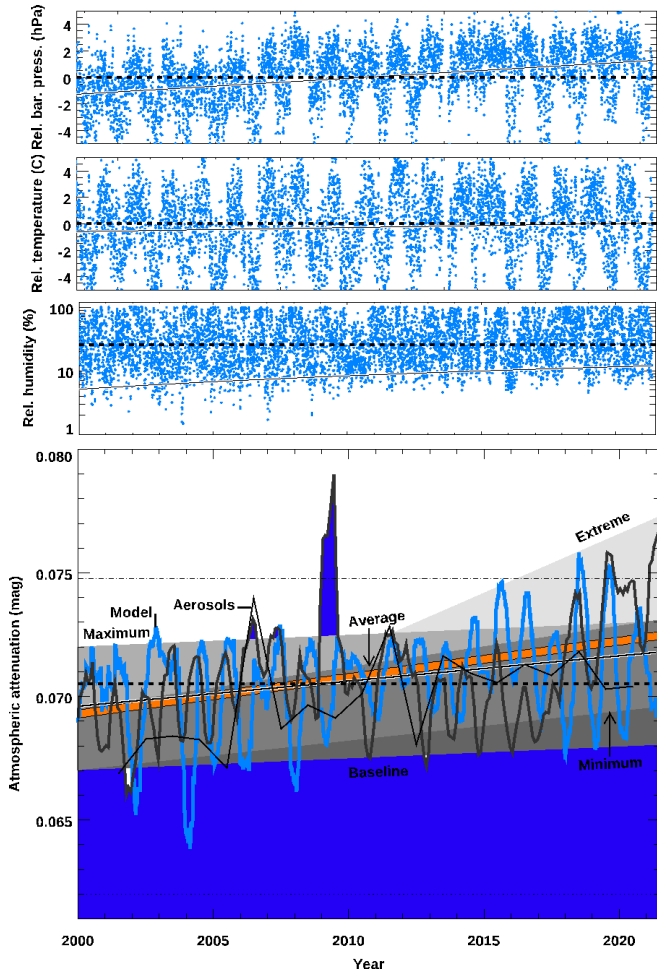 Rel. bar. press. (hPa)
4
2
0
-2
-4
Rel. temperature (C)
4
2
0
-2
-4
Rel. humidity (%)
100
10
1
Atmospheric attenuation (mag)
0.080
0.075
0.070
0.065
Extreme
Aerosols
Model
Maximum
Average
Baseline
Minimum
2000
2005
2010
2015
2020
Year